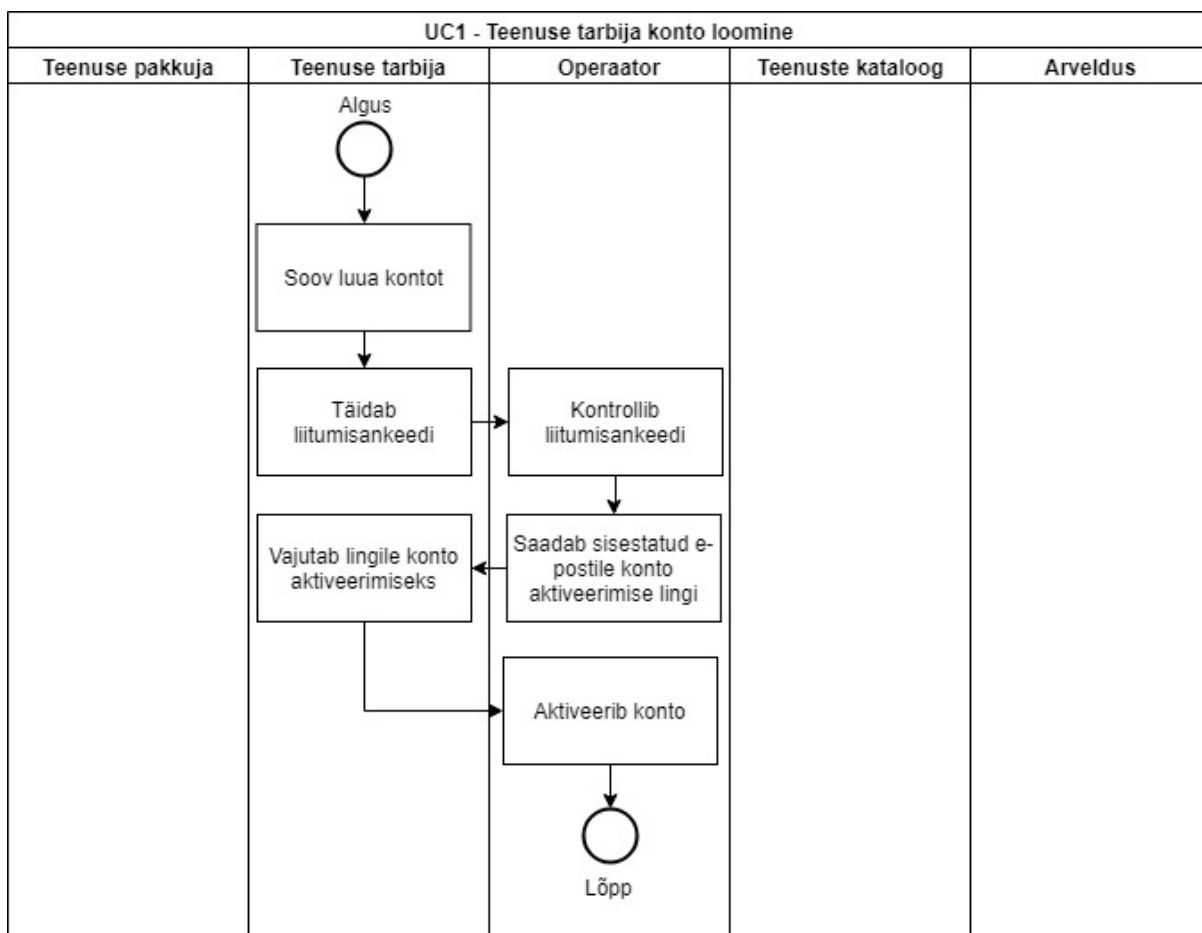 UC1 - Teenuse tarbija konto loomine
Teenuse pakkuja
Teenuse tarbija
Operaator
Teenuste kataloog
Arveldus
Algus
Soov luua kontot
Täidab
liitumisankeedi
Kontrollib
liitumisankeedi
Saadab sisestatud e-
postile konto
aktiveerimise lingi
Vajutab lingile konto
aktiveerimiseks
Aktiveerib konto
Lõpp